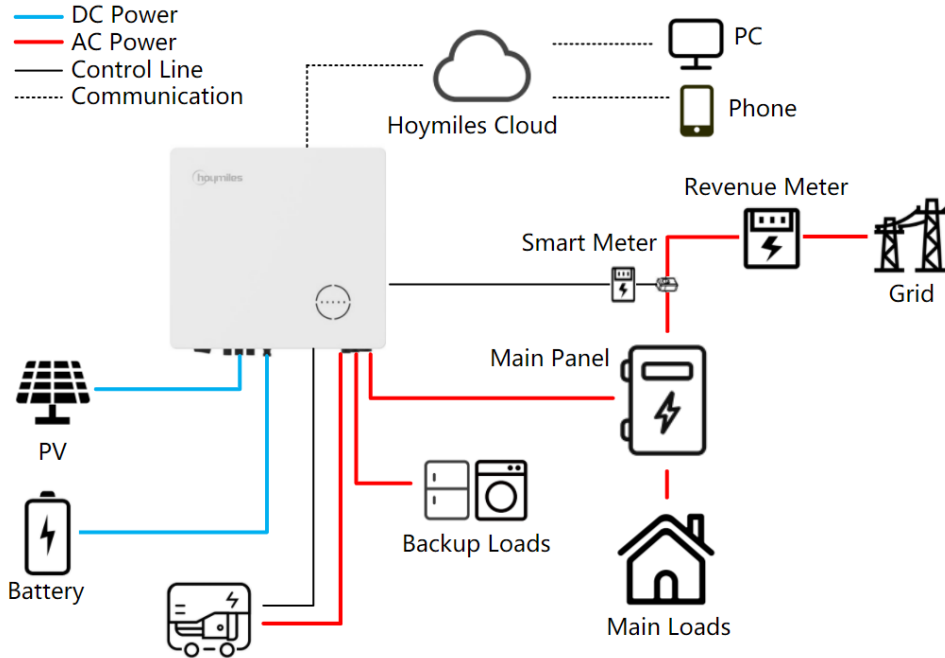 DC Power
AC Power
Control Line
Communication
PC
Hoymiles Cloud
Phone
hoymiles
Revenue Meter
Smart Meter
Grid
Main Panel
PV
Backup Loads
Battery
Main Loads